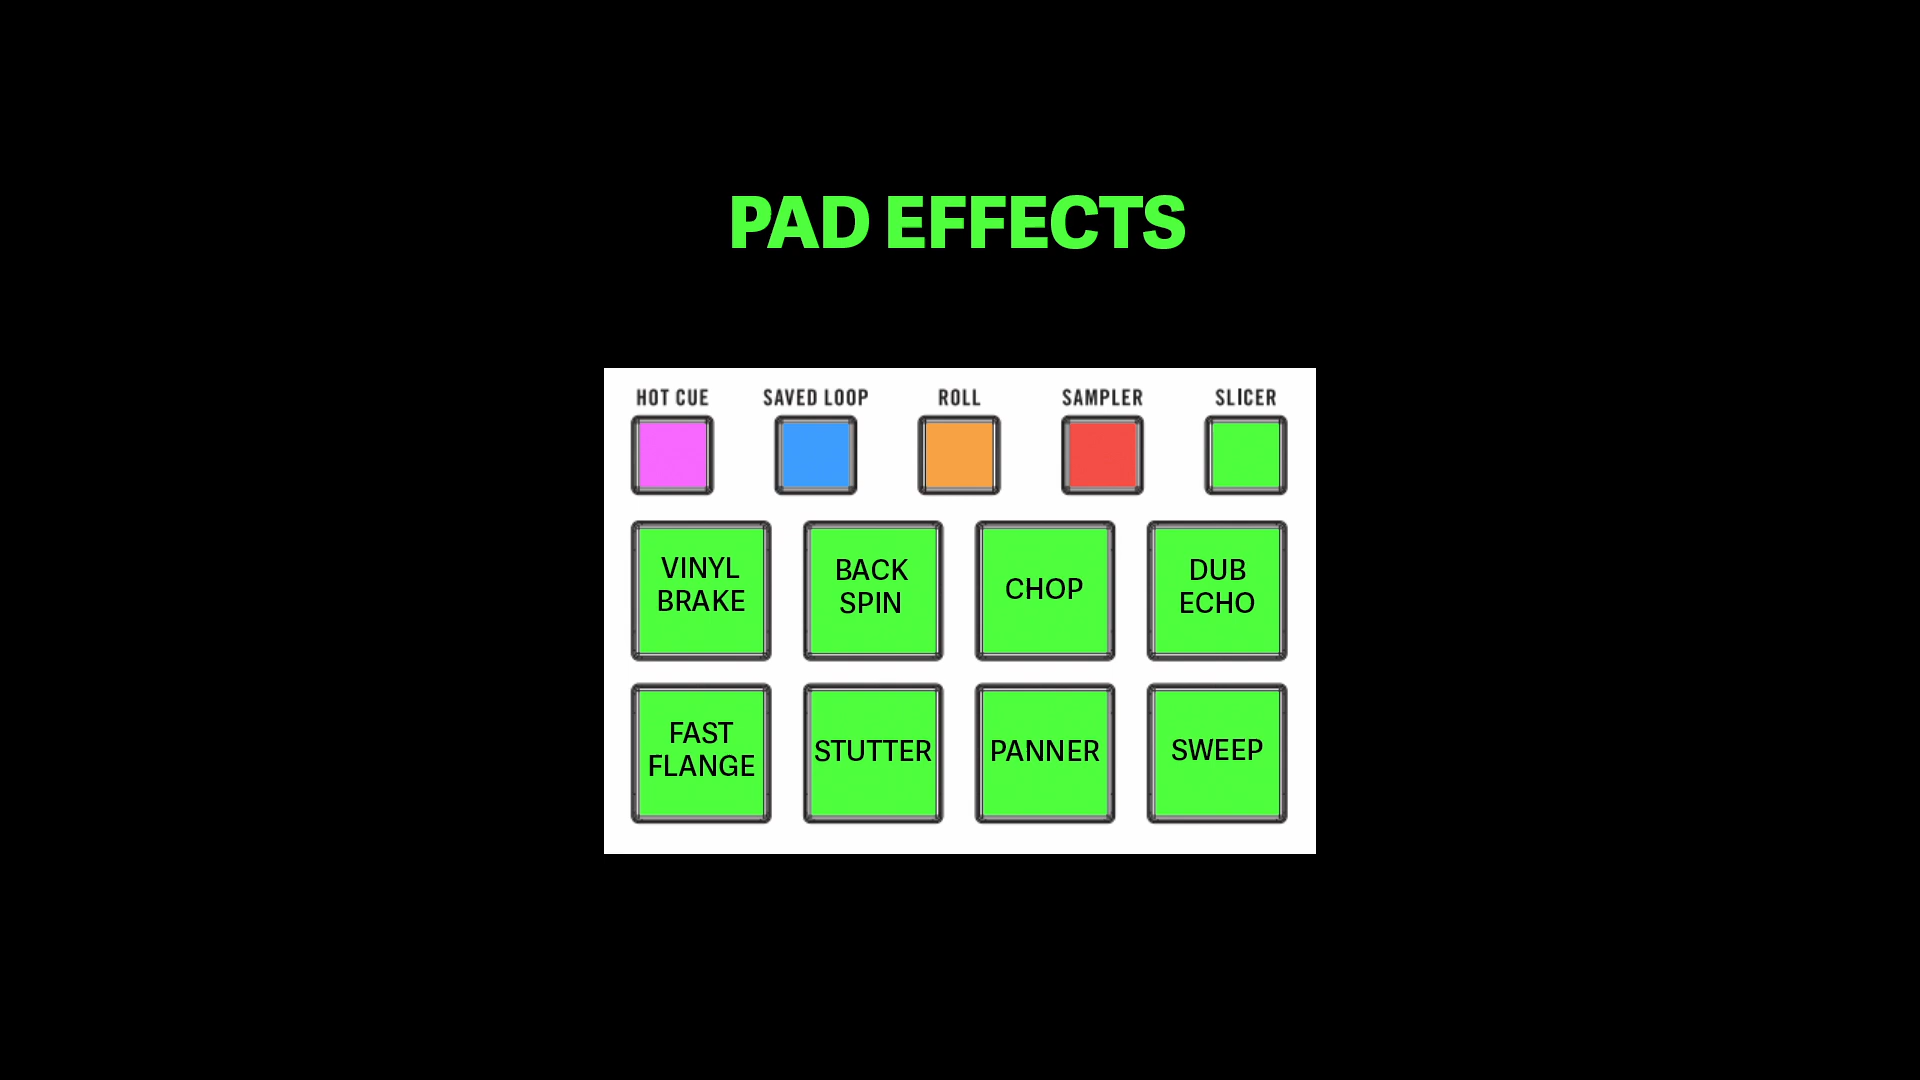 PAD EFFECTS
HOT CUE SAVED LOOP ROLL SAMPLER SLICER
VINYL BRAKE
BACK SPIN
CHOP
DUB ECHO
FAST FLANGE
STUTTER
PANNER
SWEEP